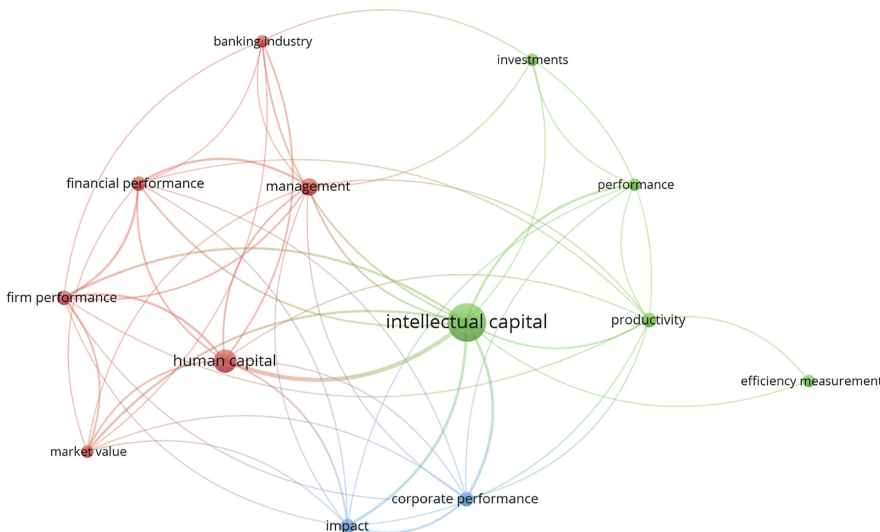 banking industry
investments
financial performance
management
performance
firm performance
intellectual capital
productivity
human capital
efficiency measurement
market value
corporate performance
impact